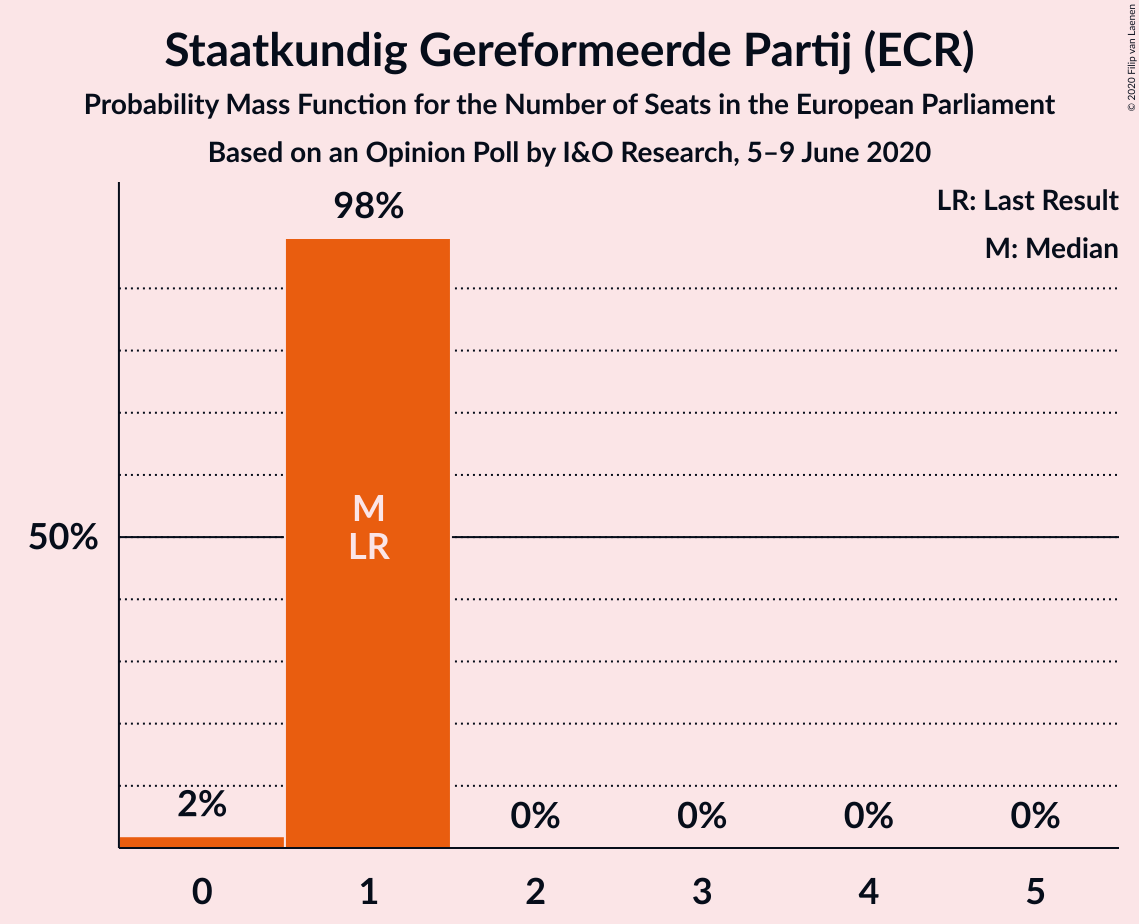 Staatkundig Gereformeerde Partij (ECR)
Probability Mass Function for the Number of Seats in the European Parliament
Based on an Opinion Poll by I&O Research, 5–9 June 2020
© 2020 Filip van Laenen
LR: Last Result
M: Median
98%
M
LR
50%
2%
0%
0%
0%
0%
0
1
2
3
4
5